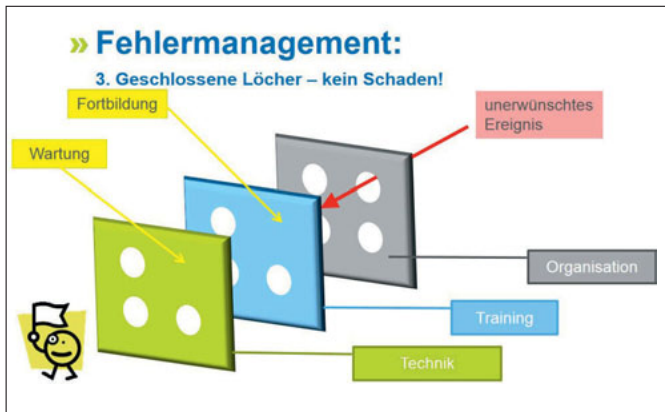 » Fehlermanagement:
3. Geschlossene Löcher – kein Schaden!
Fortbildung
unerwünschtes
Ereignis
Wartung
Organisation
Training
Technik